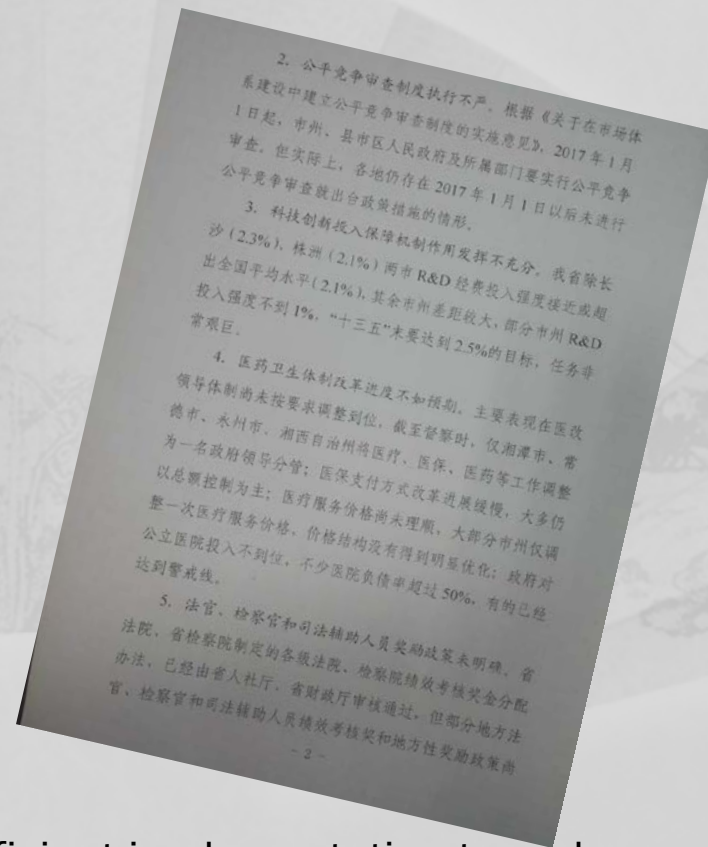 2. 公平竞争审查制度执行不严。根据《关于在市场体
系建设中建立公平竞争审查制度的实施意见》，2017 年 1 月
1 日起，市州、县市区人民政府及所属部门要实行公平竞争
审查。但实际上，各地仍存在 2017 年 1 月 1 日以后未进行
公平竞争审查就出台政策措施的情形。
3. 科技创新投入保障机制作用发挥不充分。我省除长
沙（2.3%）、株洲（2.1%）两市 R&D 经费投入强度接近或超
出全国平均水平（2.1%），其余市州差距较大，部分市州 R&D
投入强度不到 1%，“十三五”末要达到 2.5%的目标，任务非
常艰巨。
4. 医药卫生体制改革进度不如预期。主要表现在医改
领导体制尚未按要求调整到位，截至督察时，仅湘潭市、常
德市、永州市、湘西自治州将医疗、医保、医药等工作调整
为一名政府领导分管；医保支付方式改革进展缓慢，大多仍
以总额控制为主；医疗服务价格尚未理顺，大部分市州仅调
整一次医疗服务价格，价格结构没有得到明显优化；政府对
公立医院投入不到位，不少医院负债率超过 50%，有的已经
达到警戒线。
5. 法官、检察官和司法辅助人员奖励政策未明确。省
法院、省检察院制定的各级法院、检察院绩效考核奖金分配
办法，已经由省人社厅、省财政厅审核通过，但部分地方法
官、检察官和司法辅助人员绩效考核奖和地方性奖励政策尚
- 2 -